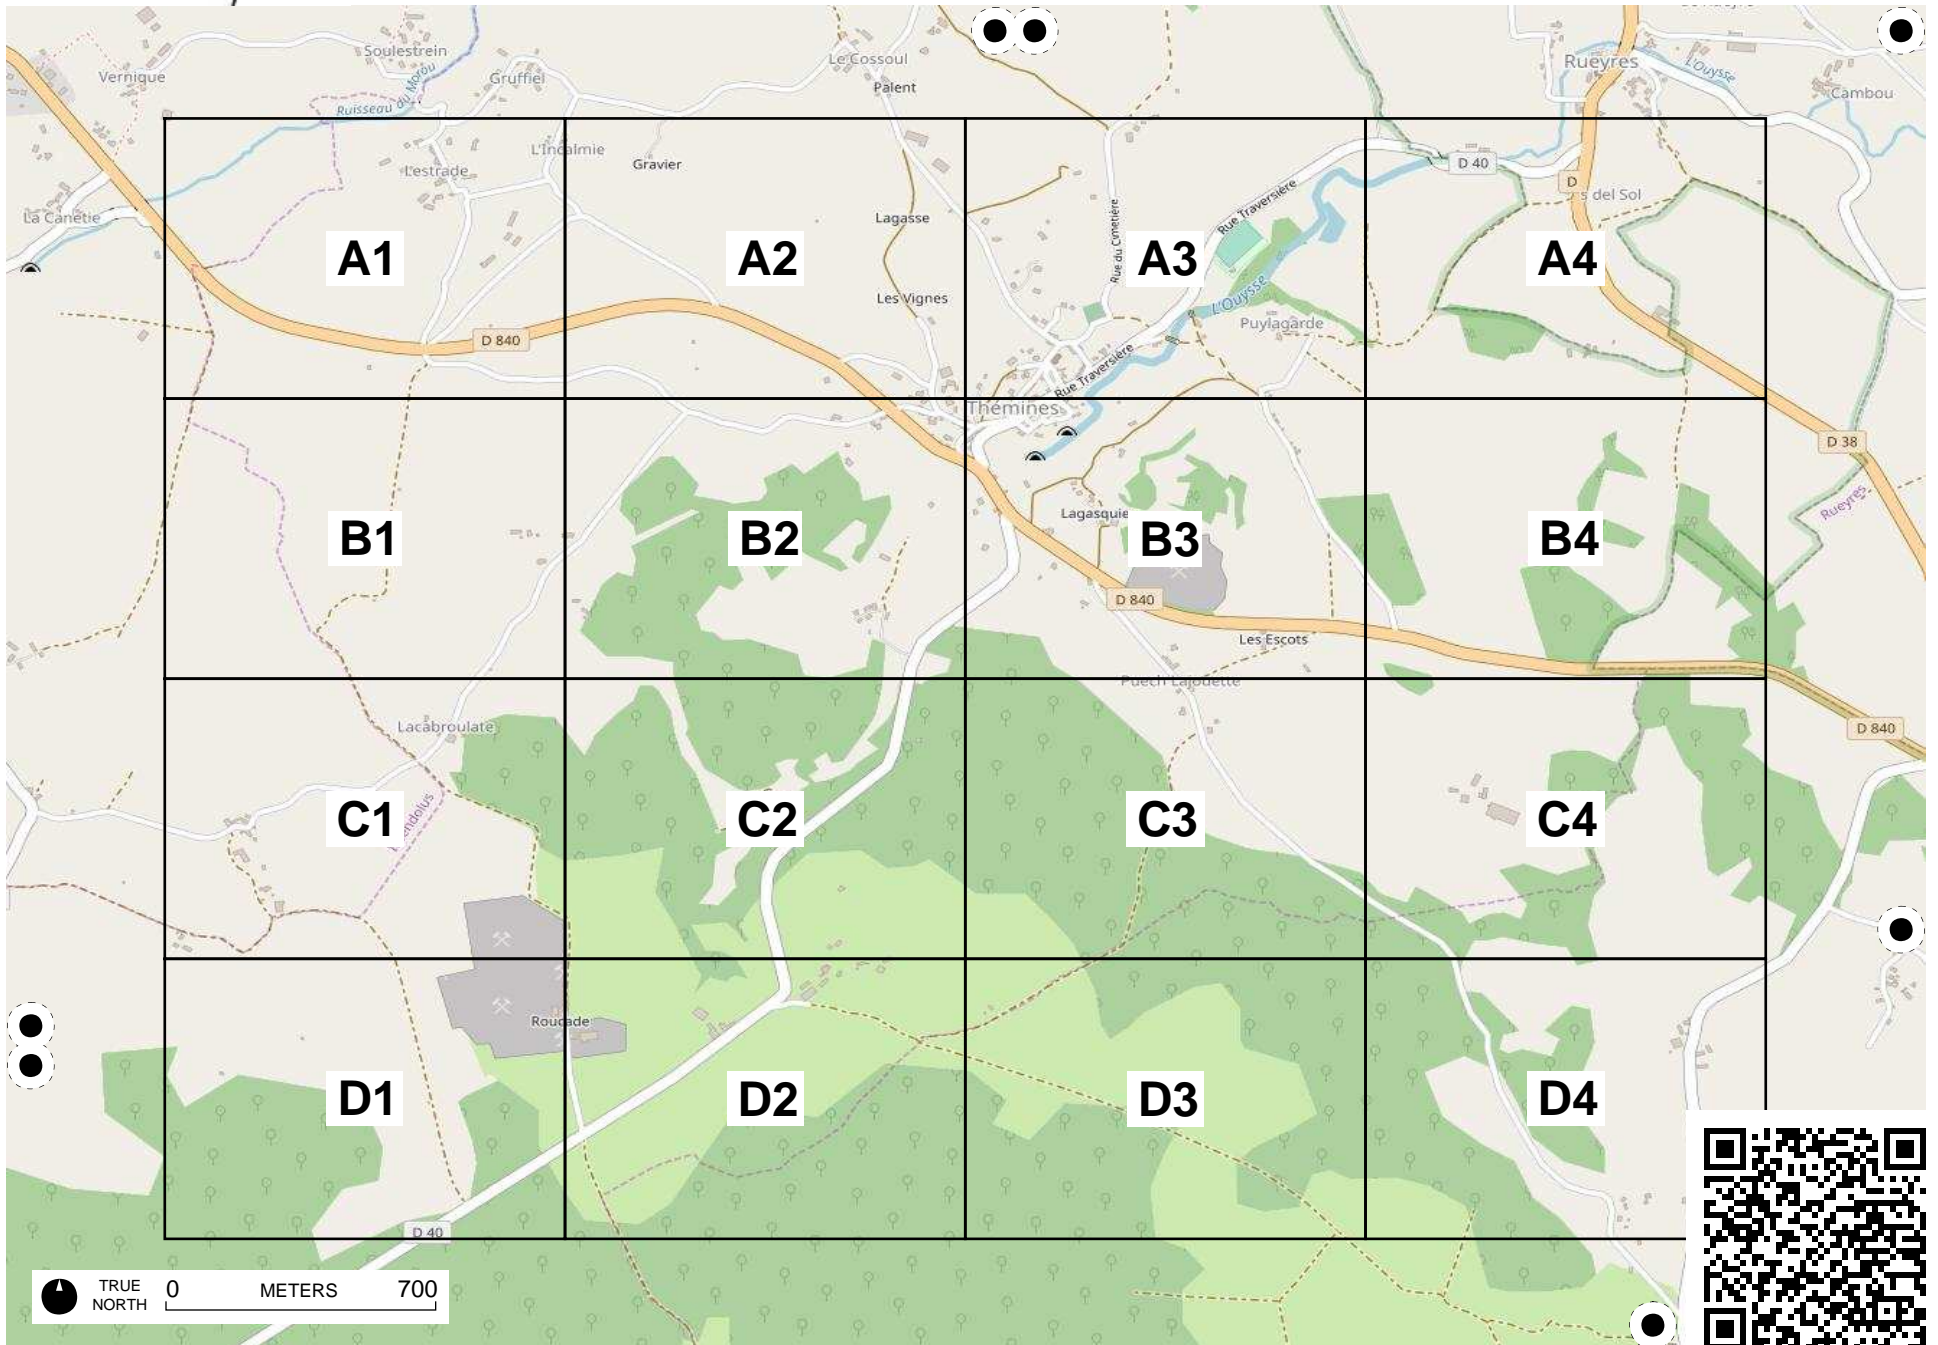 Soulestrein
Vernigue
Gruffiel
Le Cossoul
Palent
Rueyres
L'Ouysse
Cambou
Ruisseau du Morou
L'Incalmie
Gravier
Lestrade
D 40
D
s del Sol
La Canetie
Lagasse
Rue du Cimetière
Rue Traversière
A1
A2
A3
A4
L'Ouysse
Les Vignes
Puylagarde
D 840
Rue Traversière
Thémines
D 38
Rueyres
Lagasquie
B1
B2
B3
B4
D 840
Les Escots
Puech Lajouette
Lacabroulate
D 840
C1
C2
C3
C4
endolus
Roucade
D1
D2
D3
D4
D 40
TRUE NORTH
0 METERS 700